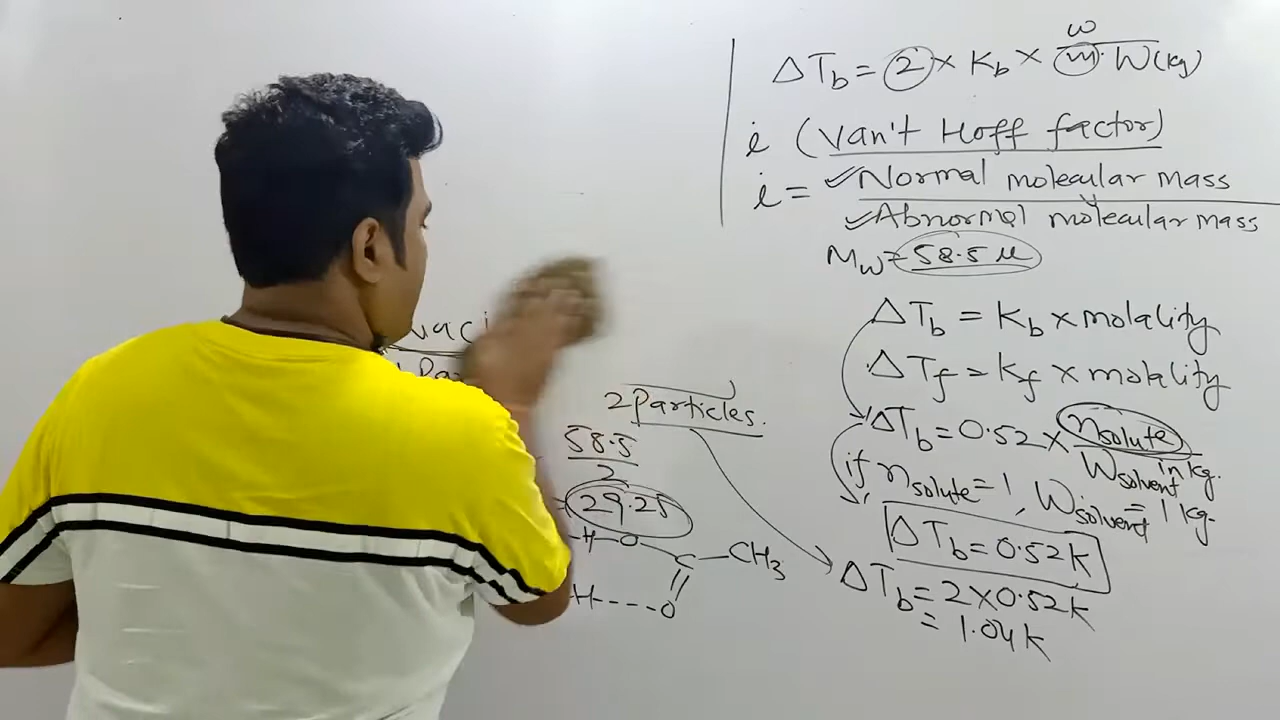 ΔTb = 2 × Kb × w
m. W(kg)
i (Van't Hoff factor)
i = ✓Normal molecular mass
✓Abnormal molecular mass
Mw = 58.5 u
ΔTb = Kb × molality
ΔTf = Kf × molality
ΔTb = 0.52 × nsolute
Wsolvent in kg.
if nsolute = 1, Wsolvent = 1 kg.
ΔTb = 0.52 k
ΔTb = 2×0.52 k
= 1.04 k
2 Particles.
58.5
2
29.25
H—O C—CH3
H----O